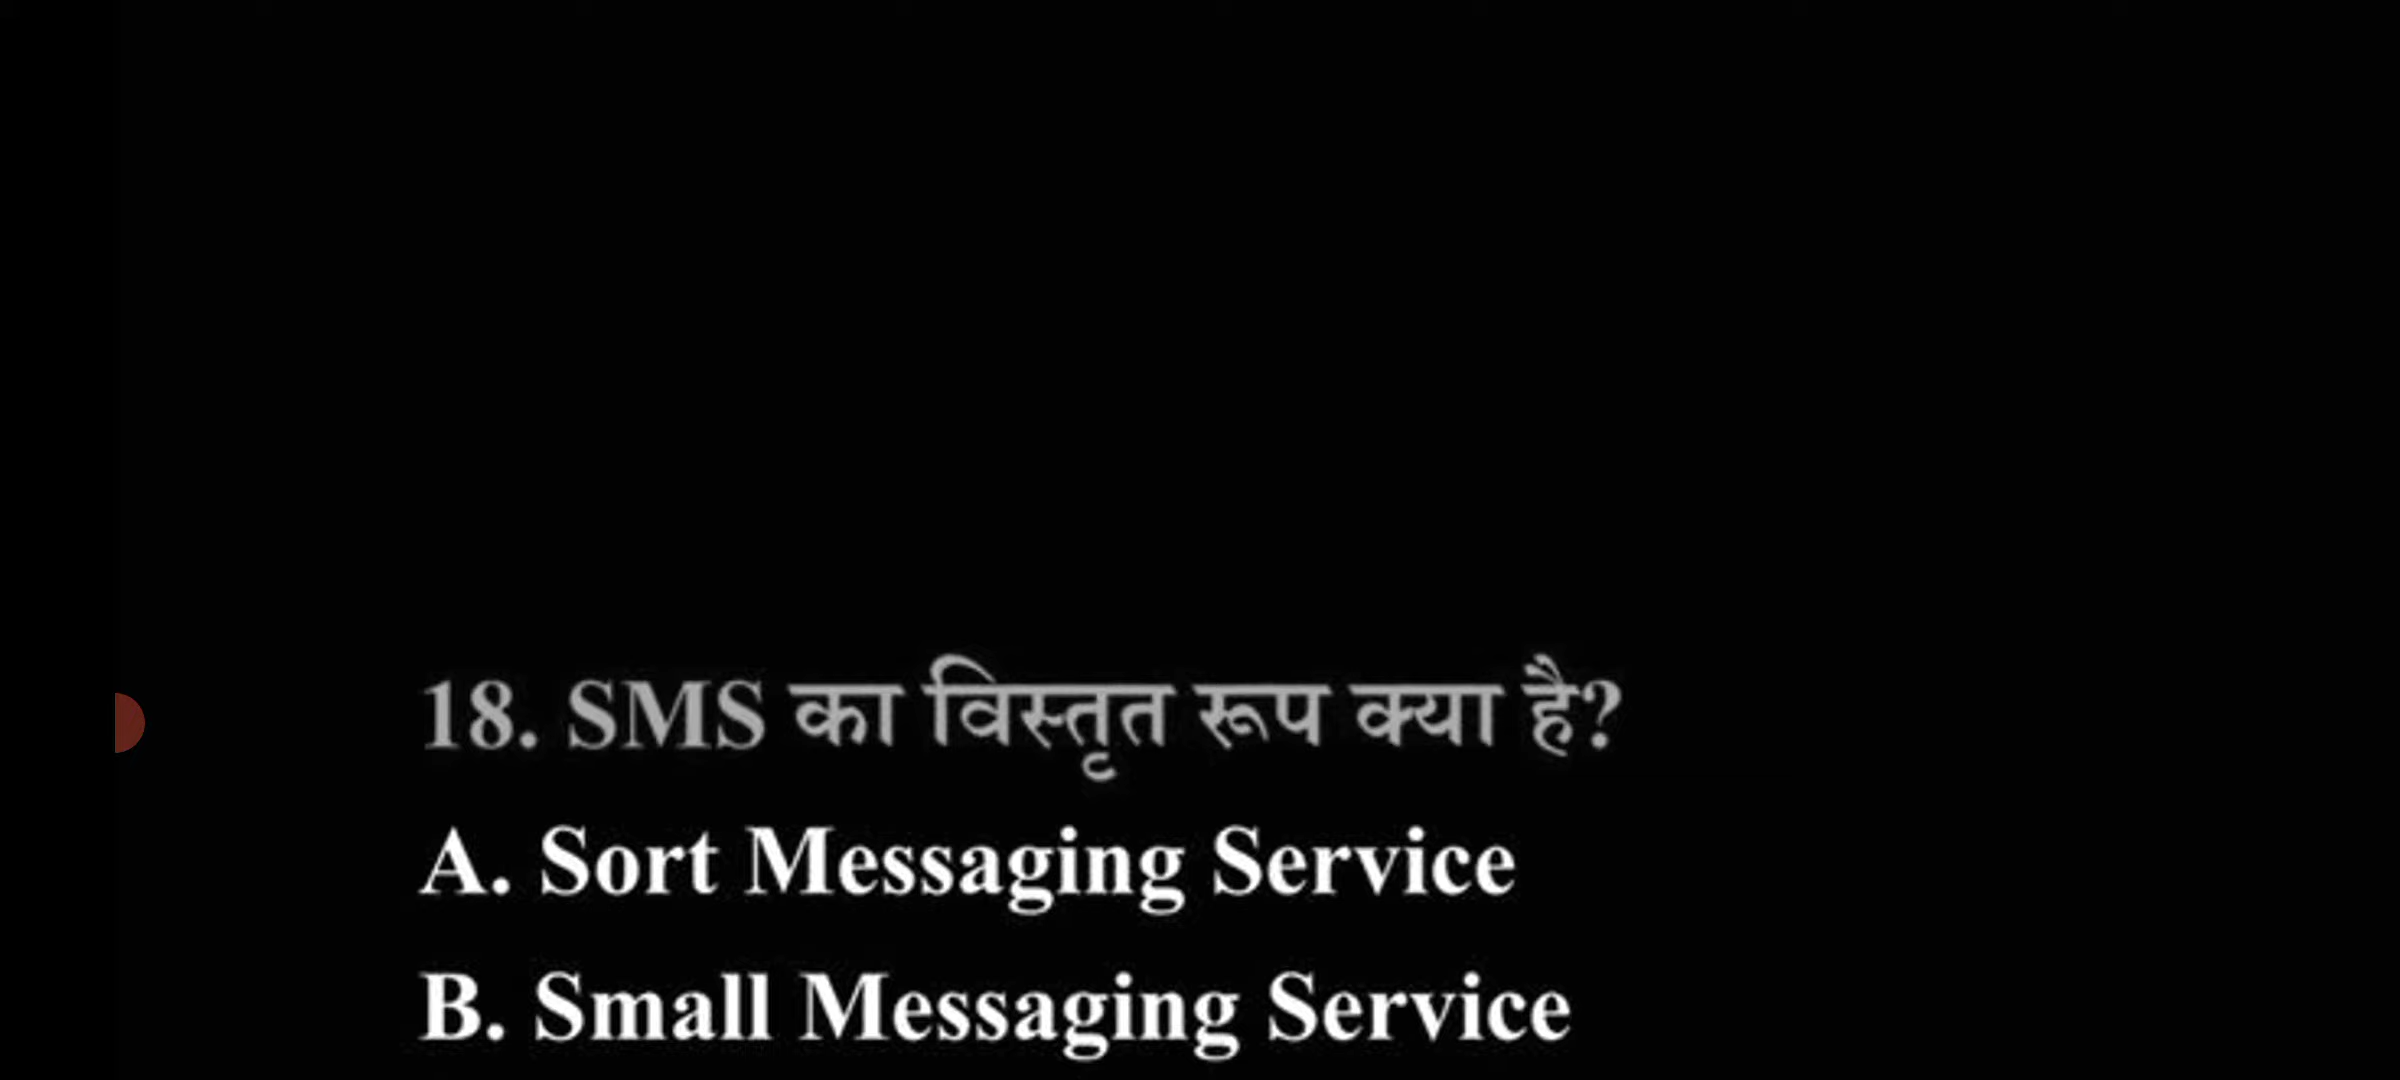 18. SMS का विस्तृत रूप क्या है?
A. Sort Messaging Service
B. Small Messaging Service